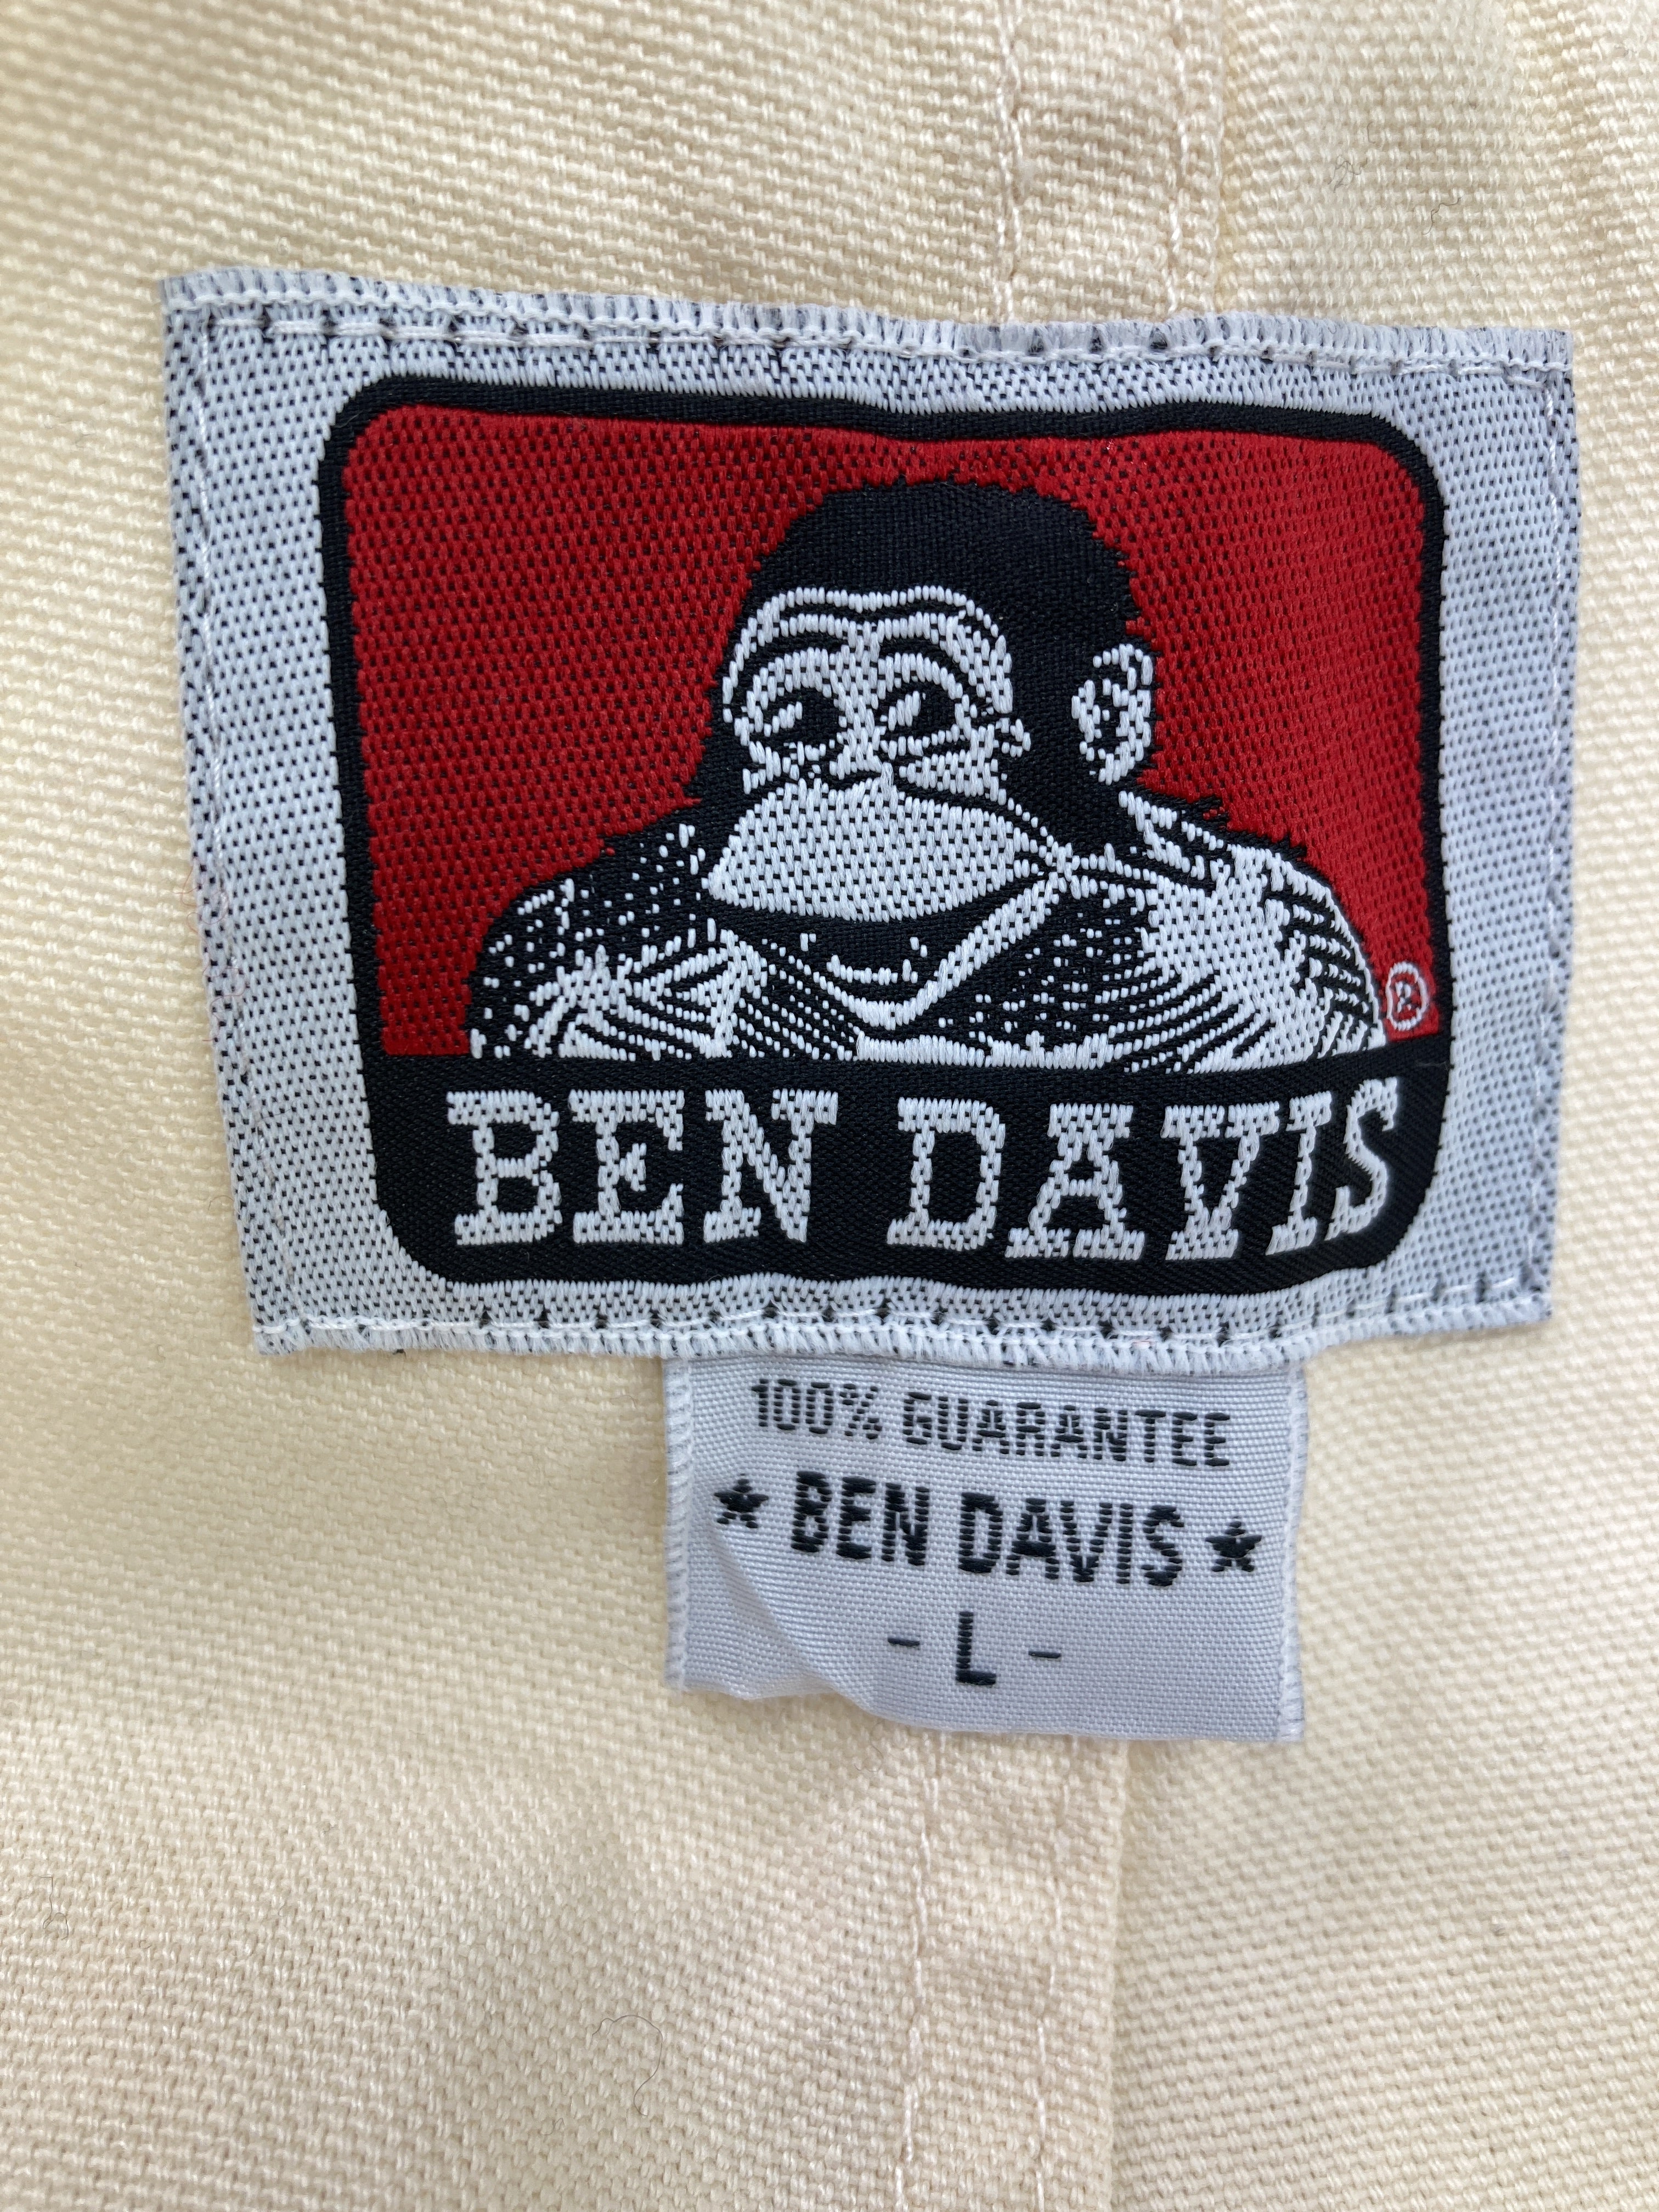 ®
BEN DAVIS
100% GUARANTEE
★ BEN DAVIS ★
- L -